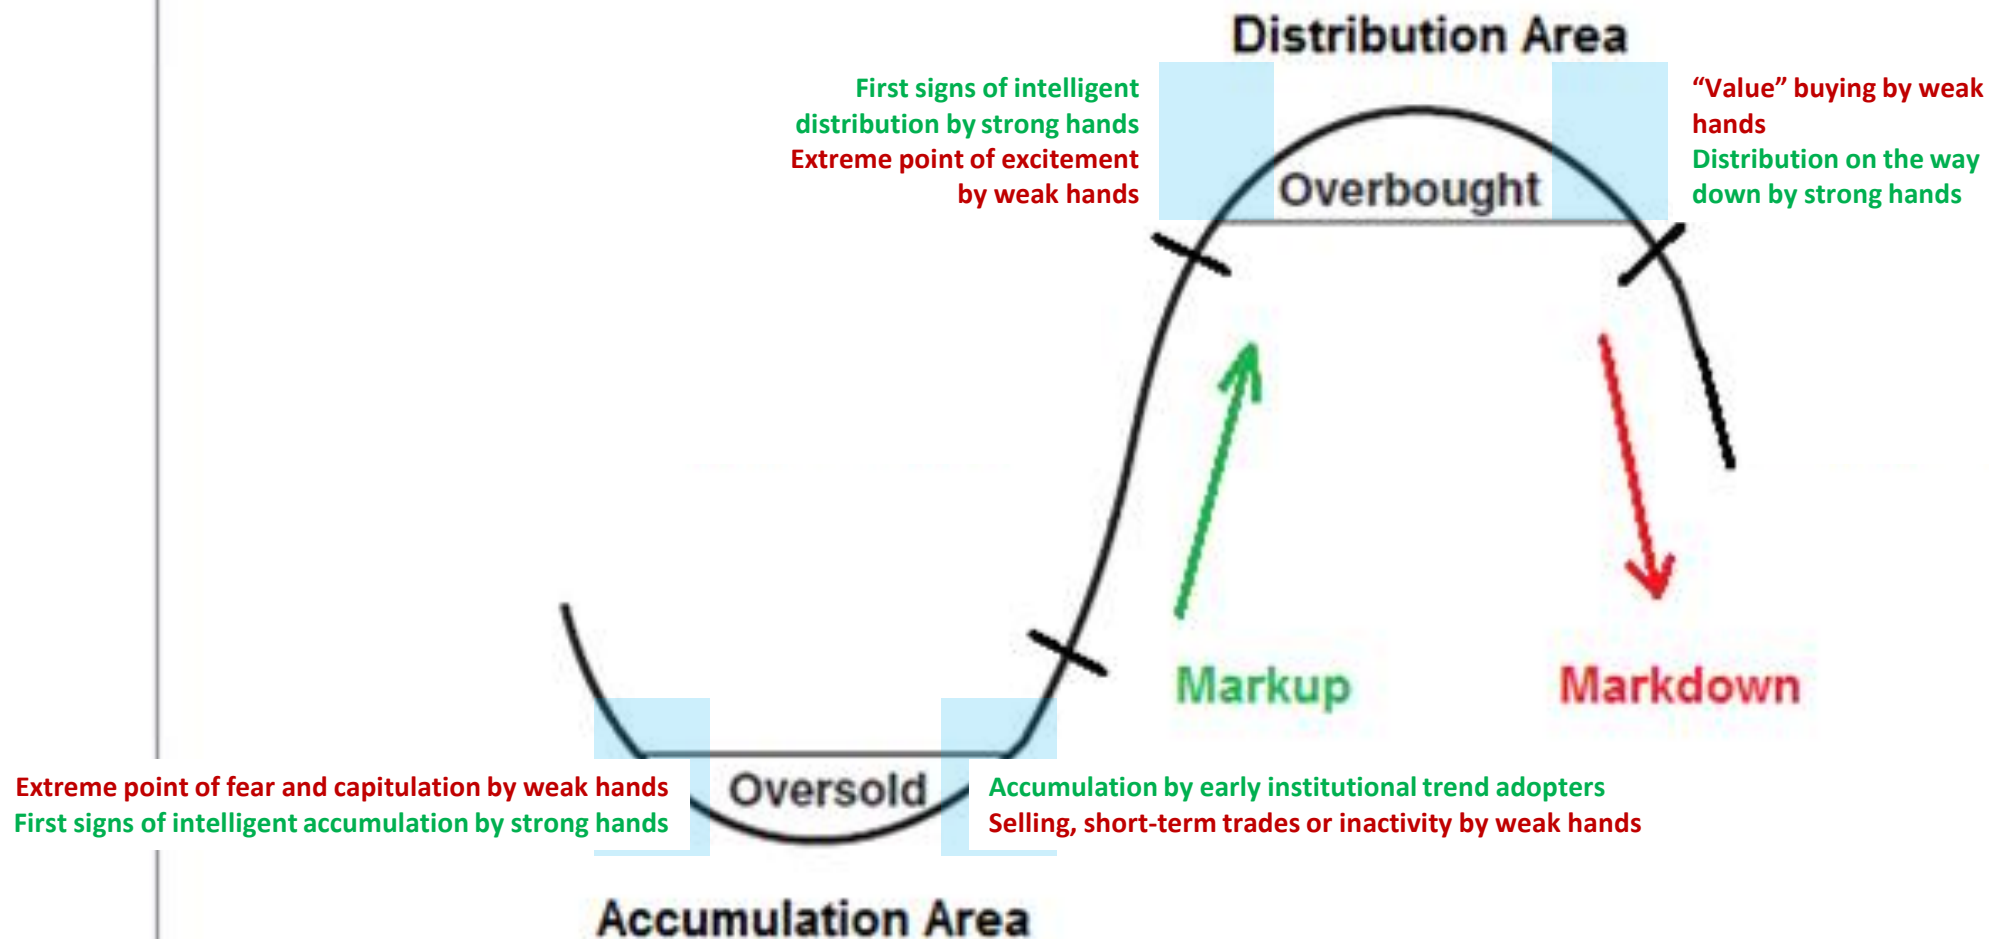 Distribution Area
First signs of intelligent
distribution by strong hands
Extreme point of excitement
by weak hands
“Value” buying by weak
hands
Distribution on the way
down by strong hands
Overbought
Markup
Markdown
Extreme point of fear and capitulation by weak hands
First signs of intelligent accumulation by strong hands
Oversold
Accumulation by early institutional trend adopters
Selling, short-term trades or inactivity by weak hands
Accumulation Area